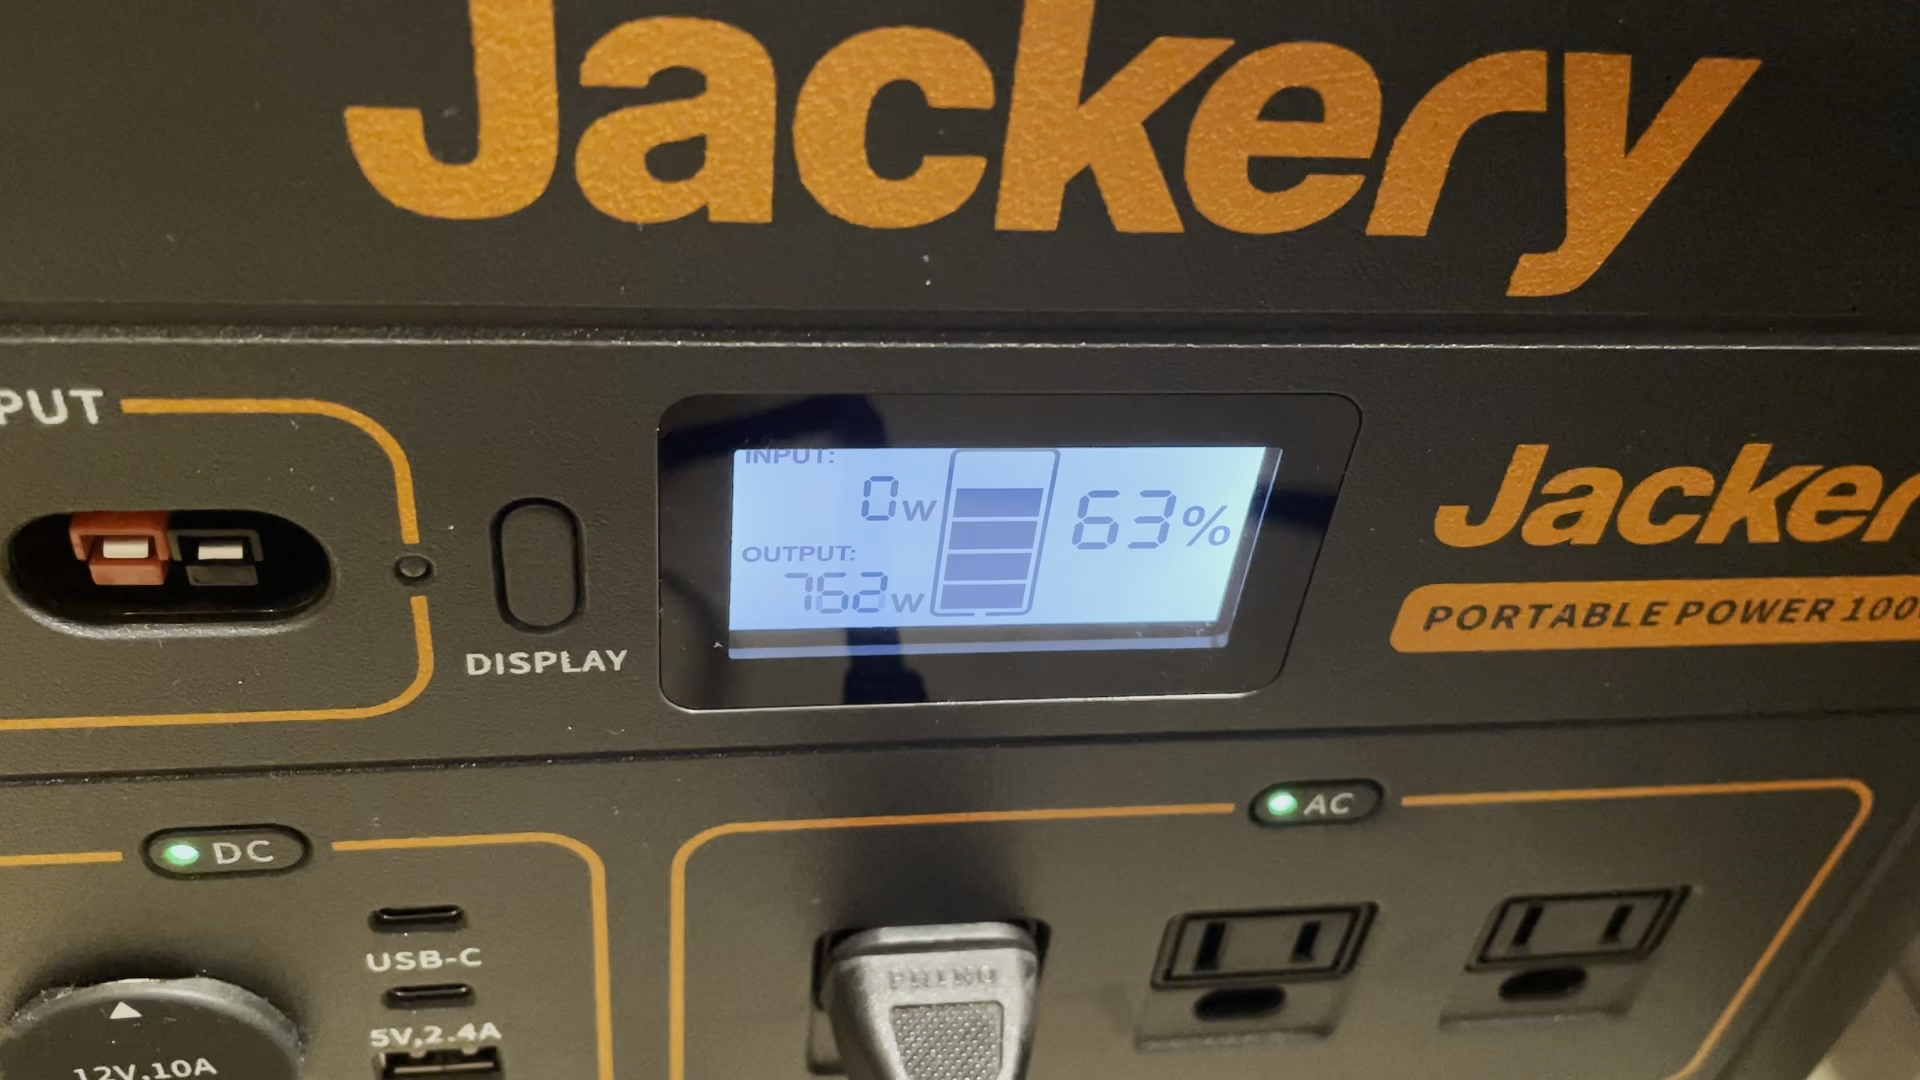 Jackery
PUT
DISPLAY
INPUT:
0W
63%
OUTPUT:
762W
Jacker
PORTABLE POWER 100
DC
AC
USB-C
5V,2.4A
12V,10A